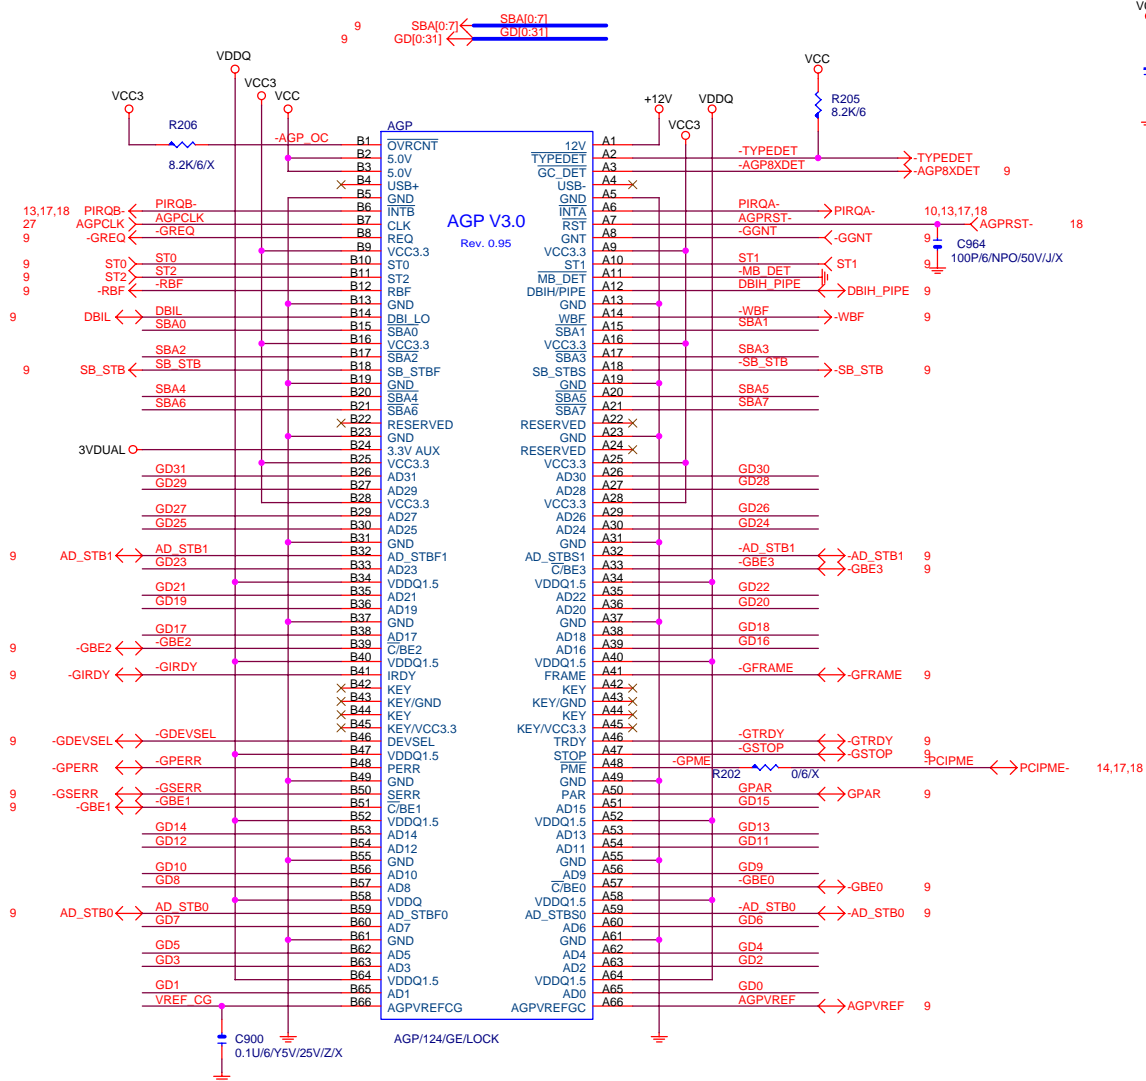 9 SBA[0:7] SBA[0:7]
9 GD[0:31] GD[0:31]
VDDQ VCC
VCC3 VCC3 VCC +12V VDDQ R205
8.2K/6
R206 VCC3
-AGP_OC AGP
8.2K/6/X
AGP V3.0
Rev. 0.95
B1 OVRCNT 12V A1
B2 5.0V TYPEDET A2 -TYPEDET -TYPEDET
B3 5.0V GC_DET A3 -AGP8XDET -AGP8XDET 9
B4 USB+ USB- A4
B5 GND GND A5
13,17,18 PIRQB- PIRQB- B6 INTB INTA A6 PIRQA- PIRQA- 10,13,17,18
27 AGPCLK AGPCLK B7 CLK RST A7 AGPRST- AGPRST- 18
9 -GREQ -GREQ B8 REQ GNT A8 -GGNT -GGNT 9
C964
100P/6/NPO/50V/J/X
B9 VCC3.3 VCC3.3 A9
9 ST0 ST0 B10 ST0 ST1 A10 ST1 ST1 9
9 ST2 ST2 B11 ST2 MB_DET A11 -MB_DET
9 -RBF -RBF B12 RBF DBIH/PIPE A12 DBIH_PIPE DBIH_PIPE 9
B13 GND GND A13
9 DBIL DBIL B14 DBI_LO WBF A14 -WBF -WBF 9
SBA0 B15 SBA0 SBA1 A15 SBA1
B16 VCC3.3 VCC3.3 A16
SBA2 B17 SBA2 SBA3 A17 SBA3
9 SB_STB SB_STB B18 SB_STBF SB_STBS A18 -SB_STB -SB_STB 9
B19 GND GND A19
SBA4 B20 SBA4 SBA5 A20 SBA5
SBA6 B21 SBA6 SBA7 A21 SBA7
B22 RESERVED RESERVED A22
B23 GND GND A23
3VDUAL B24 3.3V AUX RESERVED A24
B25 VCC3.3 VCC3.3 A25
GD31 B26 AD31 AD30 A26 GD30
GD29 B27 AD29 AD28 A27 GD28
B28 VCC3.3 VCC3.3 A28
GD27 B29 AD27 AD26 A29 GD26
GD25 B30 AD25 AD24 A30 GD24
B31 GND GND A31
9 AD_STB1 AD_STB1 B32 AD_STBF1 AD_STBS1 A32 -AD_STB1 -AD_STB1 9
GD23 B33 AD23 C/BE3 A33 -GBE3 -GBE3 9
B34 VDDQ1.5 VDDQ1.5 A34
GD21 B35 AD21 AD22 A35 GD22
GD19 B36 AD19 AD20 A36 GD20
B37 GND GND A37
GD17 B38 AD17 AD18 A38 GD18
9 -GBE2 -GBE2 B39 C/BE2 AD16 A39 GD16
B40 VDDQ1.5 VDDQ1.5 A40
9 -GIRDY -GIRDY B41 IRDY FRAME A41 -GFRAME -GFRAME 9
B42 KEY KEY A42
B43 KEY/GND KEY/GND A43
B44 KEY KEY A44
B45 KEY/VCC3.3 KEY/VCC3.3 A45
9 -GDEVSEL -GDEVSEL B46 DEVSEL TRDY A46 -GTRDY -GTRDY 9
B47 VDDQ1.5 STOP A47 -GSTOP -GSTOP 9
-GPERR -GPERR B48 PERR PME A48 -GPME R202 0/6/X -PCIPME PCIPME- 14,17,18
B49 GND GND A49
9 -GSERR -GSERR B50 SERR PAR A50 GPAR GPAR 9
9 -GBE1 -GBE1 B51 C/BE1 AD15 A51 GD15
B52 VDDQ1.5 VDDQ1.5 A52
GD14 B53 AD14 AD13 A53 GD13
GD12 B54 AD12 AD11 A54 GD11
B55 GND GND A55
GD10 B56 AD10 AD9 A56 GD9
GD8 B57 AD8 C/BE0 A57 -GBE0 -GBE0 9
B58 VDDQ VDDQ1.5 A58
9 AD_STB0 AD_STB0 B59 AD_STBF0 AD_STBS0 A59 -AD_STB0 -AD_STB0 9
GD7 B60 AD7 AD6 A60 GD6
B61 GND GND A61
GD5 B62 AD5 AD4 A62 GD4
GD3 B63 AD3 AD2 A63 GD2
B64 VDDQ1.5 VDDQ1.5 A64
GD1 B65 AD1 AD0 A65 GD0
VREF_CG B66 AGPVREFCG AGPVREFGC A66 AGPVREF AGPVREF 9
C900
0.1U/6/Y5V/25V/Z/X
AGP/124/GE/LOCK